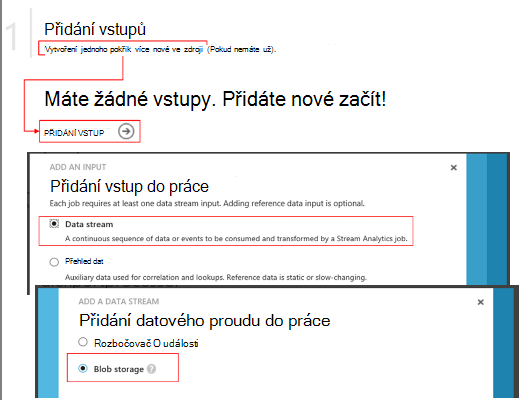 1
Přidání vstupů
Vytvoření jednoho pokřik více nové ve zdroji (Pokud nemáte už).
Máte žádné vstupy. Přidáte nové začít!
PŘIDÁNÍ VSTUP
ADD AN INPUT
Přidání vstup do práce
Each job requires at least one data stream input. Adding reference data input is optional.
Data stream
A continuous sequence of data or events to be consumed and transformed by a Stream Analytics job.
Přehled dat
Auxiliary data used for correlation and lookups. Reference data is static or slow-changing.
ADD A DATA STREAM
Přidání datového proudu do práce
Rozbočovač O události
Blob storage ?